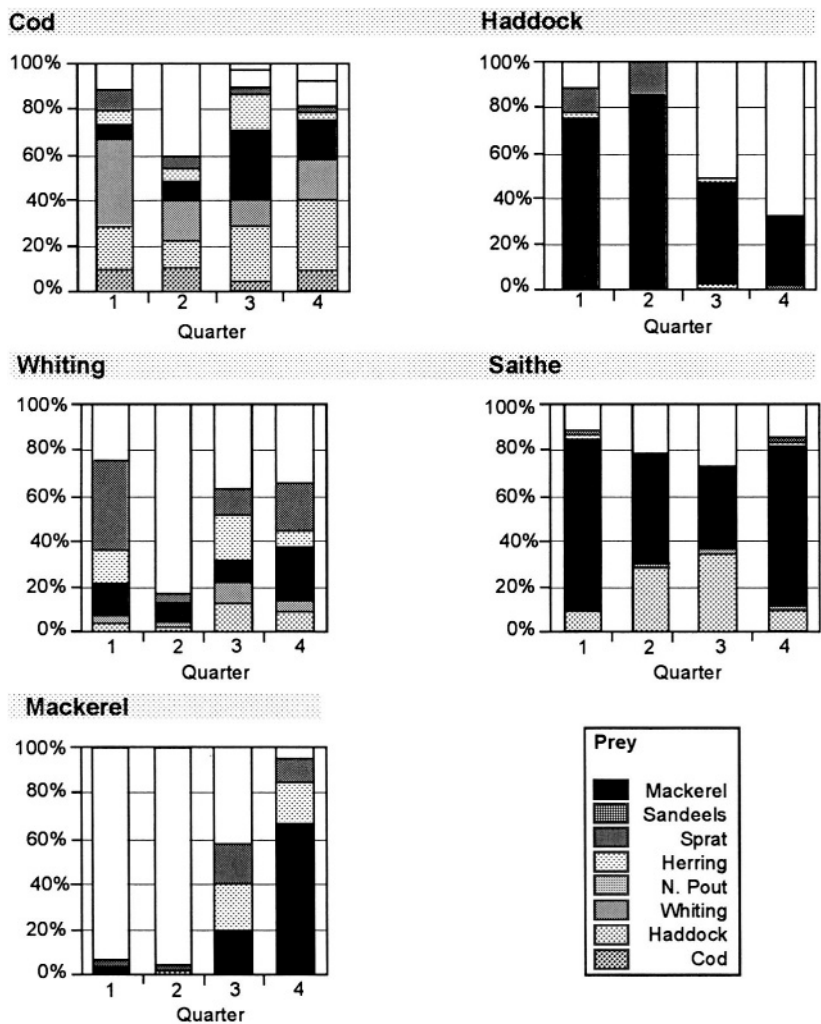 Cod
Haddock
100%
80%
60%
40%
20%
0%
1 2 3 4
Quarter
100%
80%
60%
40%
20%
0%
1 2 3 4
Quarter
Whiting
Saithe
100%
80%
60%
40%
20%
0%
1 2 3 4
Quarter
100%
80%
60%
40%
20%
0%
1 2 3 4
Quarter
Mackerel
100%
80%
60%
40%
20%
0%
1 2 3 4
Quarter
Prey
Mackerel
Sandeels
Sprat
Herring
N. Pout
Whiting
Haddock
Cod